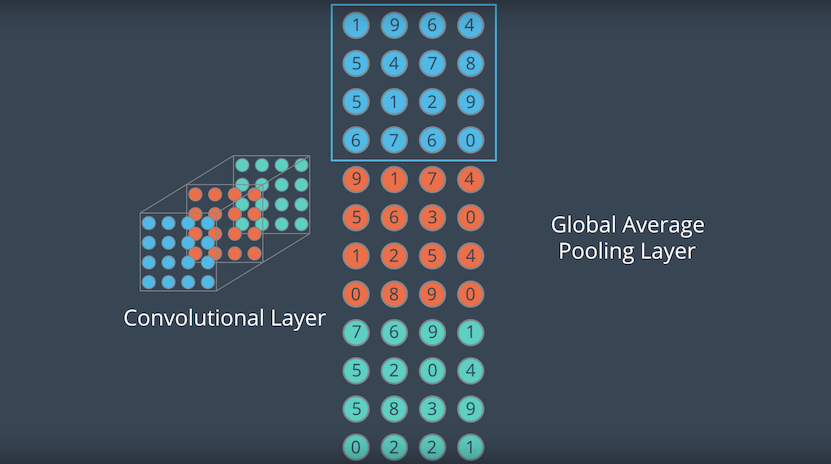 1 9 6 4
5 4 7 8
5 1 2 9
6 7 6 0
9 1 7 4
5 6 3 0
1 2 5 4
0 8 9 0
7 6 9 1
5 2 0 4
5 8 3 9
0 2 2 1
Convolutional Layer
Global Average
Pooling Layer